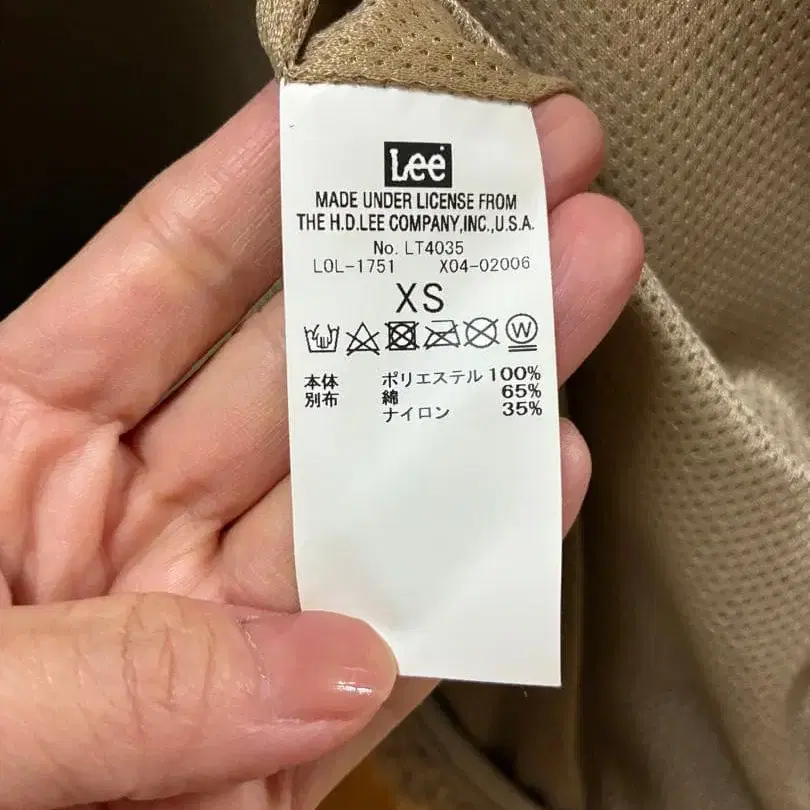 Lee
MADE UNDER LICENSE FROM
THE H.D.LEE COMPANY,INC.,U.S.A.
No. LT4035
LOL-1751 X04-02006
XS
W
本体 ポリエステル 100%
別布 綿 65%
ナイロン 35%